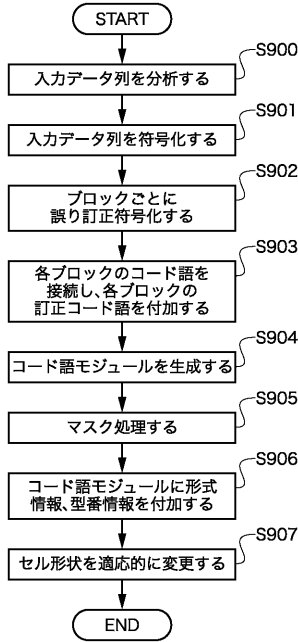 START
S900
入力データ列を分析する
S901
入力データ列を符号化する
S902
ブロックごとに
誤り訂正符号化する
S903
各ブロックのコード語を
接続し、各ブロックの
訂正コード語を付加する
S904
コード語モジュールを生成する
S905
マスク処理する
S906
コード語モジュールに形式
情報、型番情報を付加する
S907
セル形状を適応的に変更する
END